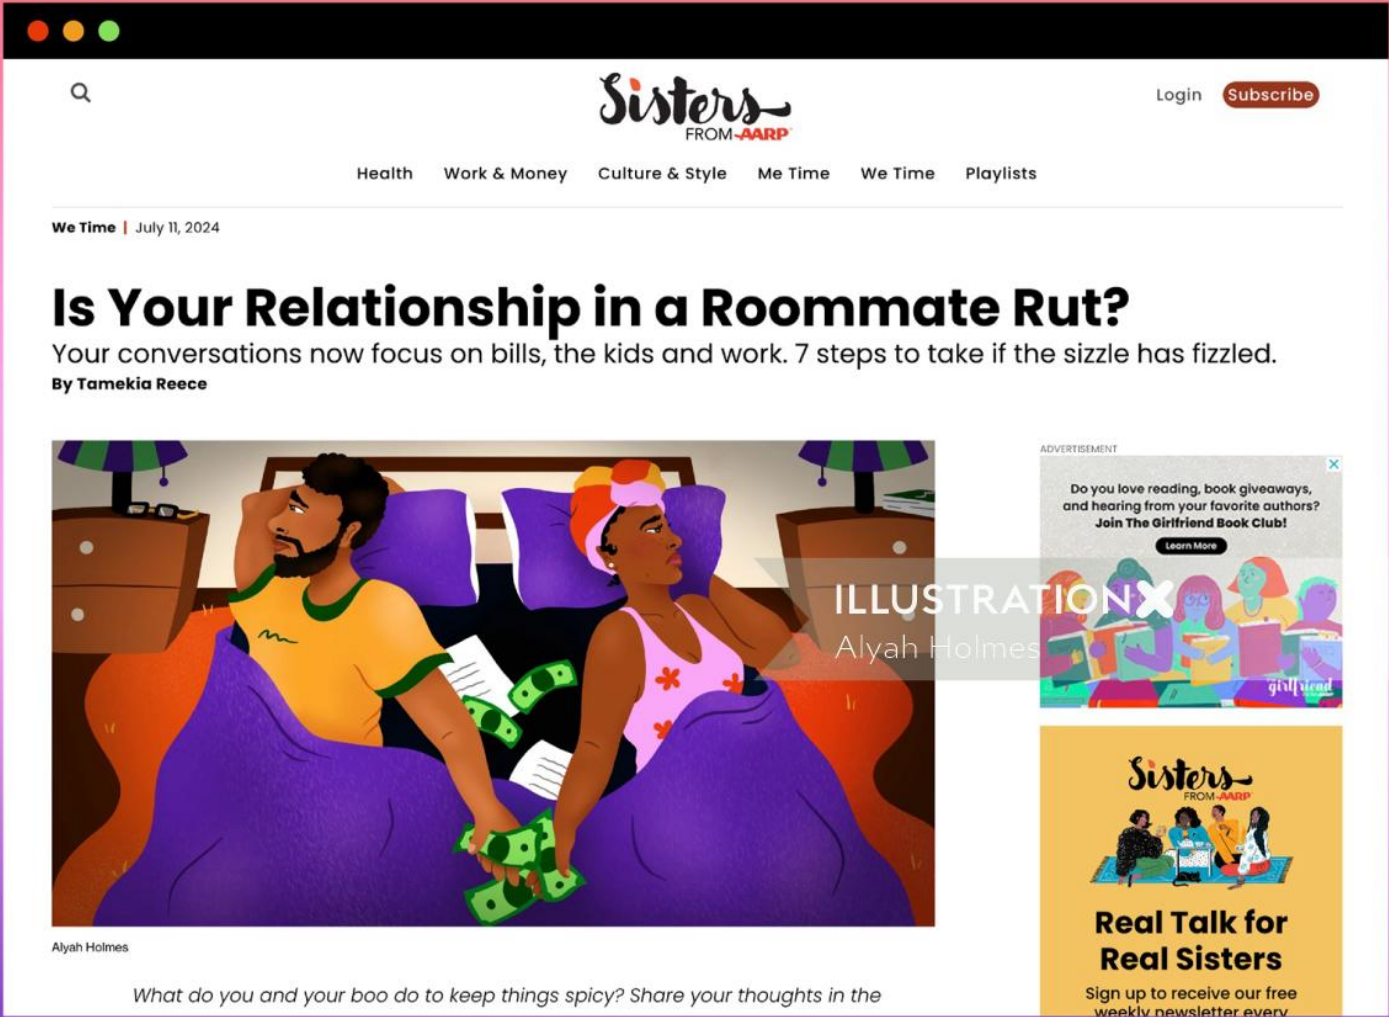 Sisters
FROM AARP
Login
Subscribe
Health
Work & Money
Culture & Style
Me Time
We Time
Playlists
We Time | July 11, 2024
Is Your Relationship in a Roommate Rut?
Your conversations now focus on bills, the kids and work. 7 steps to take if the sizzle has fizzled.
By Tamekia Reece
ILLUSTRATIONX
Alyah Holmes
Alyah Holmes
What do you and your boo do to keep things spicy? Share your thoughts in the
ADVERTISEMENT
Do you love reading, book giveaways,
and hearing from your favorite authors?
Join The Girlfriend Book Club!
Learn More
girlfriend
Sisters
FROM AARP
Real Talk for
Real Sisters
Sign up to receive our free
weekly newsletter every